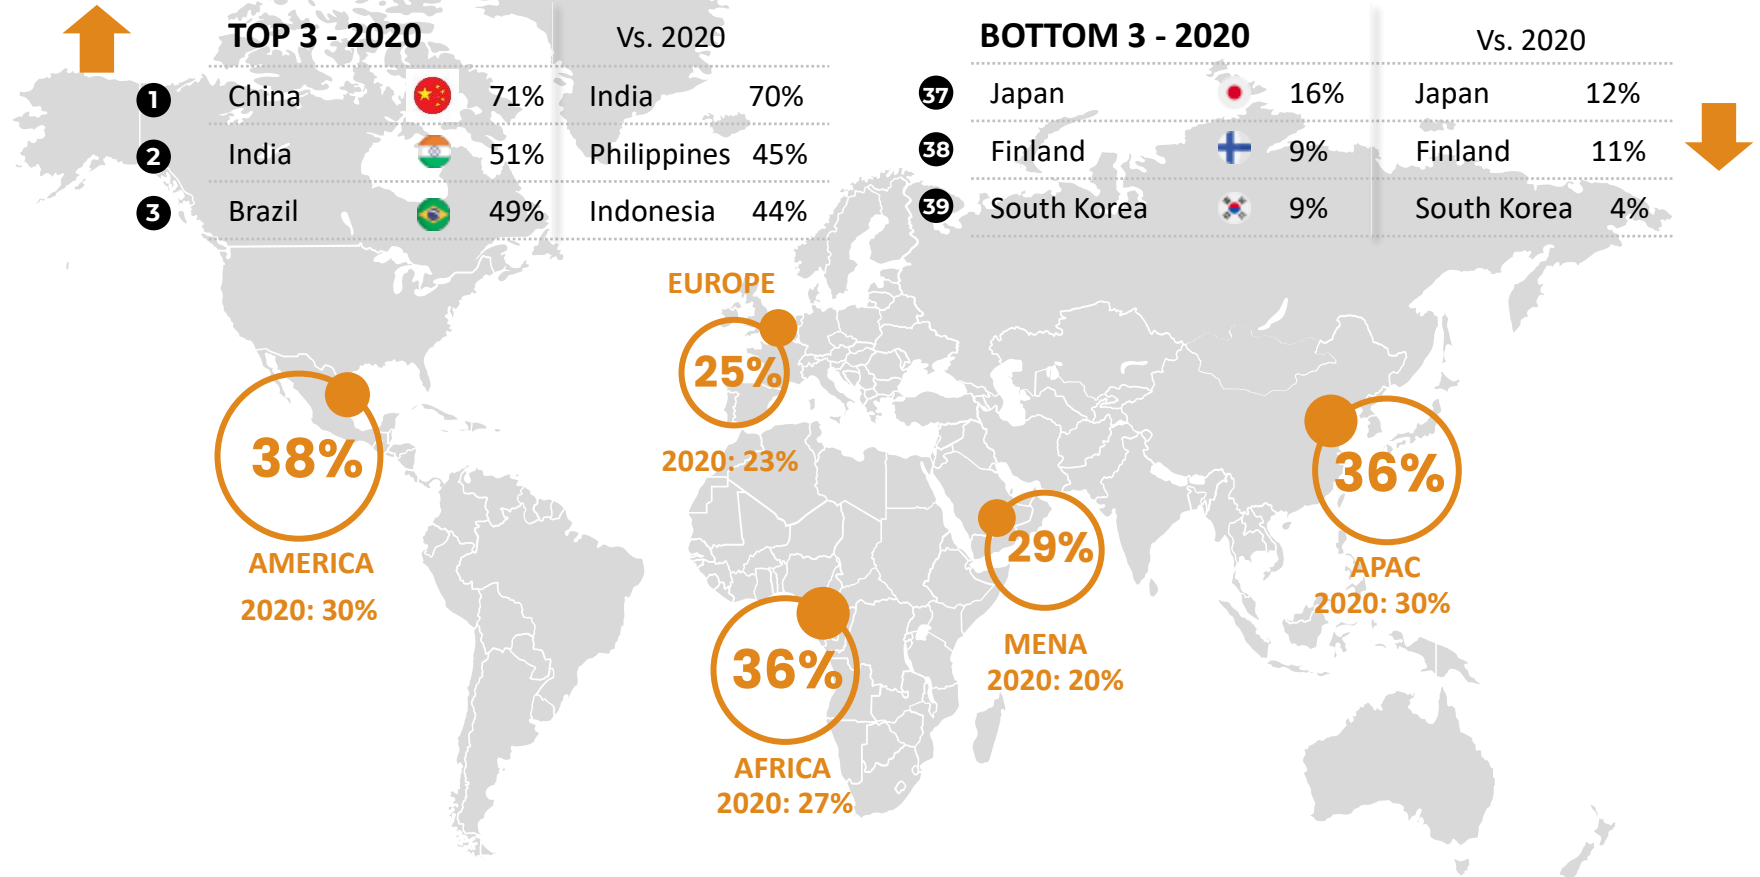 TOP 3 - 2020 Vs. 2020
1 China 71% India 70%
2 India 51% Philippines 45%
3 Brazil 49% Indonesia 44%
BOTTOM 3 - 2020 Vs. 2020
37 Japan 16% Japan 12%
38 Finland 9% Finland 11%
39 South Korea 9% South Korea 4%
EUROPE
25%
2020: 23%
38%
AMERICA
2020: 30%
36%
APAC
2020: 30%
29%
MENA
2020: 20%
36%
AFRICA
2020: 27%